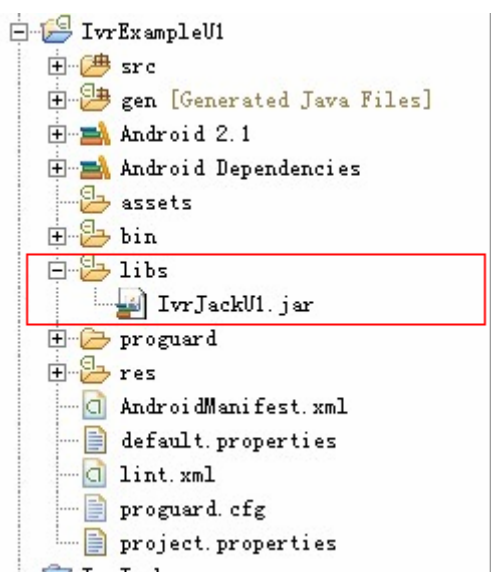 IvrExampleU1
src
gen [Generated Java Files]
Android 2.1
Android Dependencies
assets
bin
libs
IvrJackU1.jar
proguard
res
AndroidManifest.xml
default.properties
lint.xml
proguard.cfg
project.properties